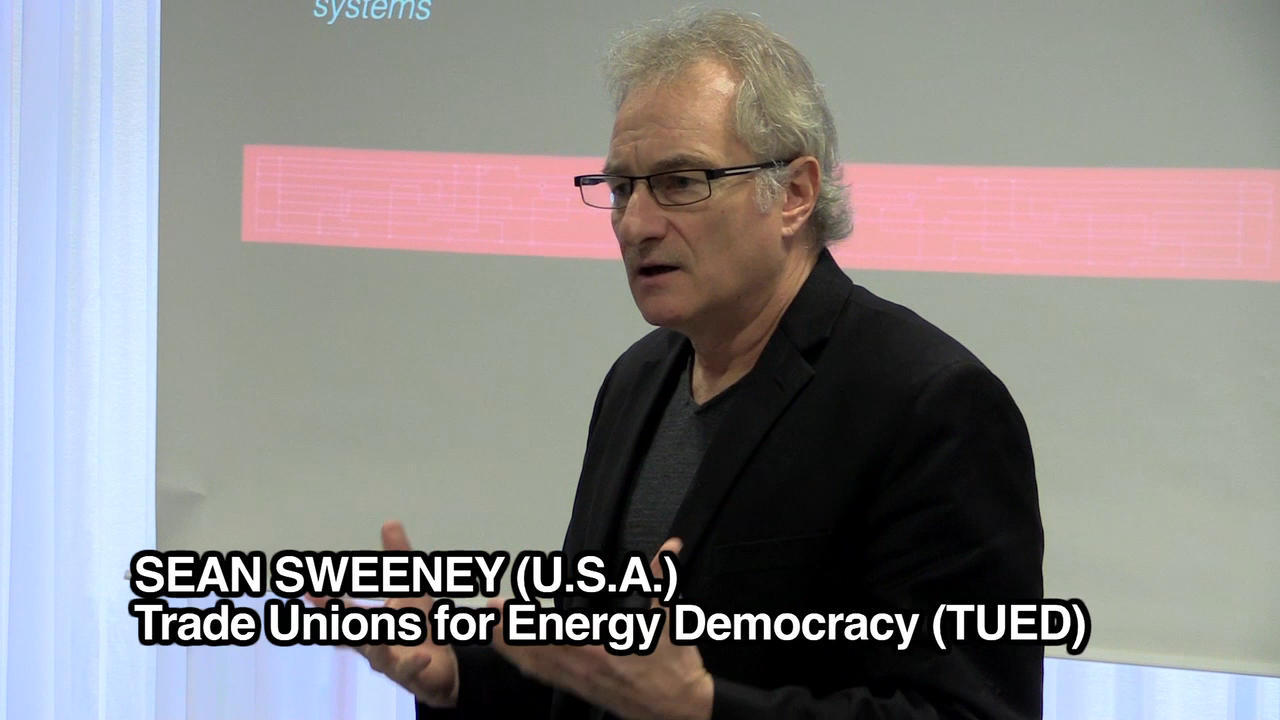 systems
SEAN SWEENEY (U.S.A.)
Trade Unions for Energy Democracy (TUED)